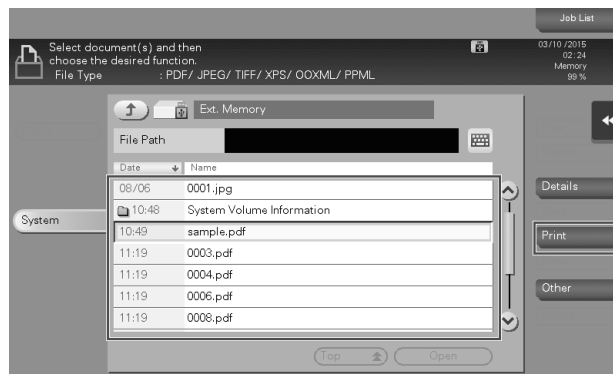 Job List
Select document(s) and then
choose the desired function.
File Type : PDF/ JPEG/ TIFF/ XPS/ OOXML/ PPML
03/10 /2015
02:24
Memory
99 %
Ext. Memory
File Path
Date Name
08/06 0001.jpg
10:48 System Volume Information
10:49 sample.pdf
11:19 0003.pdf
11:19 0004.pdf
11:19 0006.pdf
11:19 0008.pdf
System
Details
Print
Other
Top Open